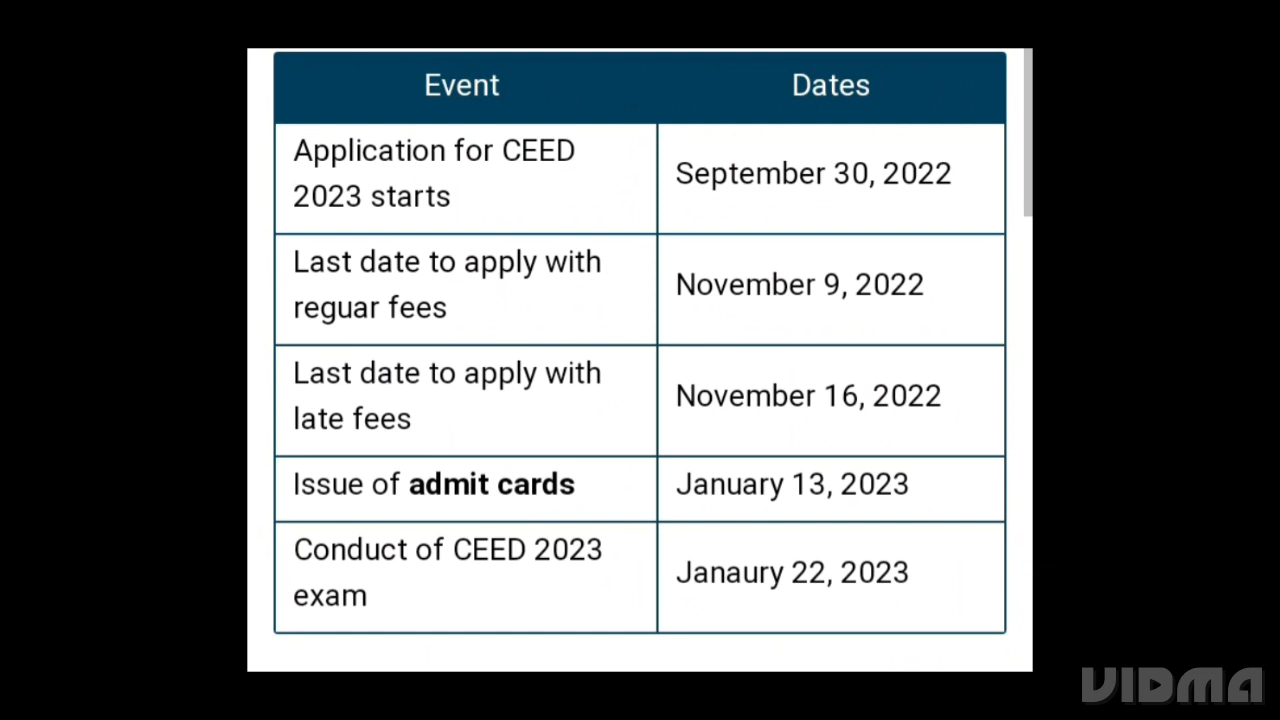 Event Dates
Application for CEED
2023 starts
September 30, 2022
Last date to apply with
reguar fees
November 9, 2022
Last date to apply with
late fees
November 16, 2022
Issue of admit cards
January 13, 2023
Conduct of CEED 2023
exam
Janaury 22, 2023
VIDMA